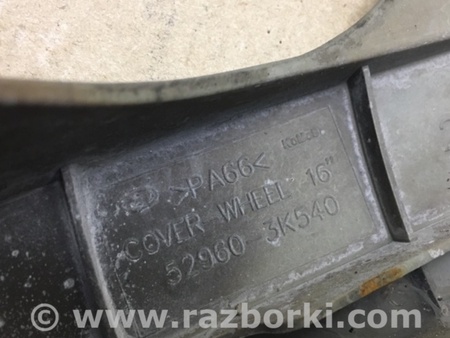 >PA66<
COVER WHEEL 16"
52960-3K540
© www.razborki.com